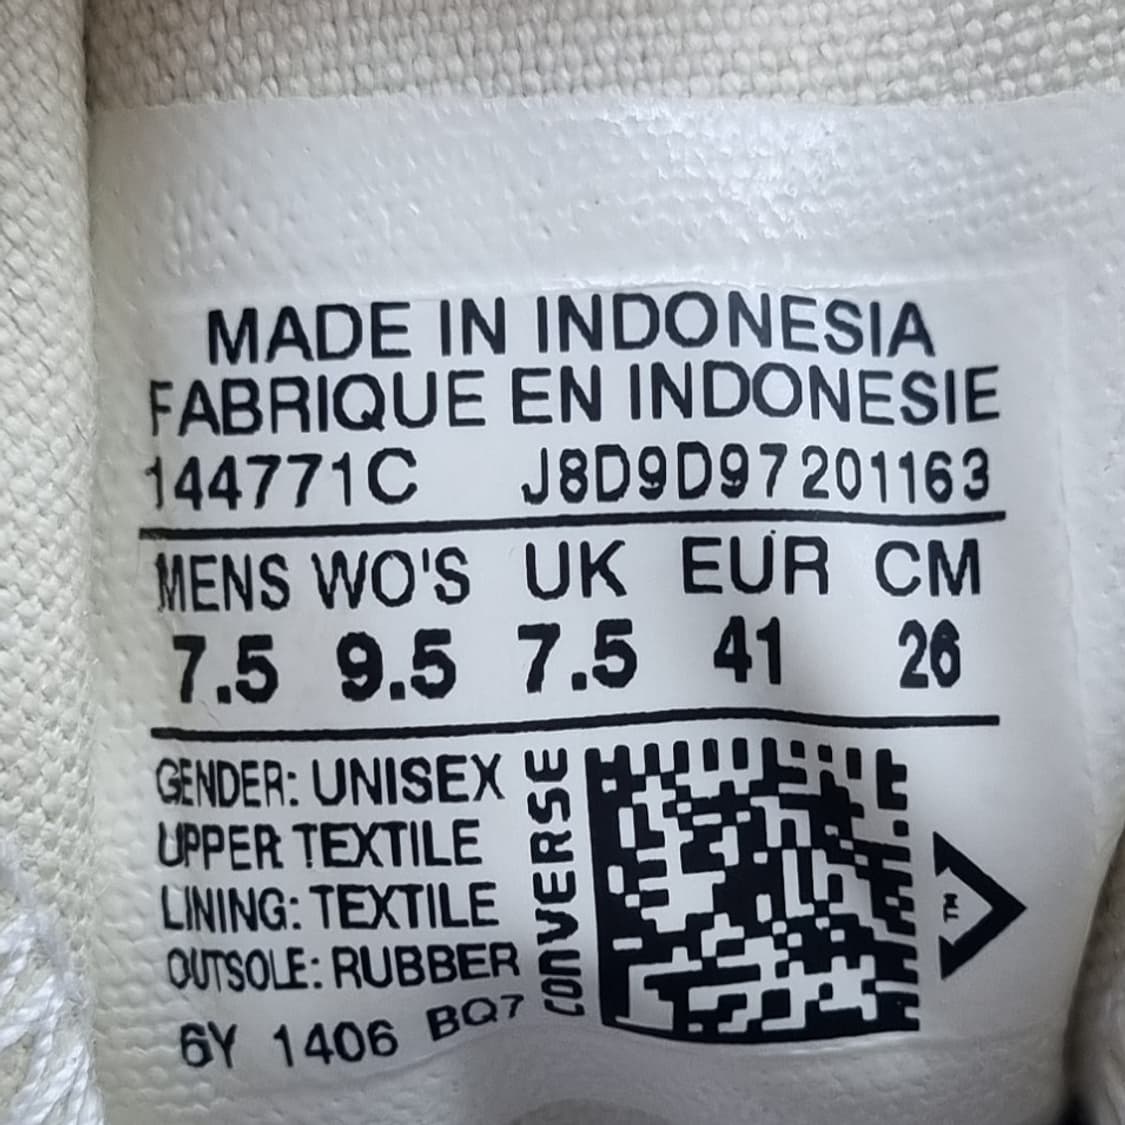 MADE IN INDONESIA
FABRIQUE EN INDONESIE
144771C J8D9D97201163
MENS WO'S UK EUR CM
7.5 9.5 7.5 41 26
GENDER: UNISEX
UPPER TEXTILE
LINING: TEXTILE
OUTSOLE: RUBBER
6Y 1406 BQ7
CONVERSE
TM